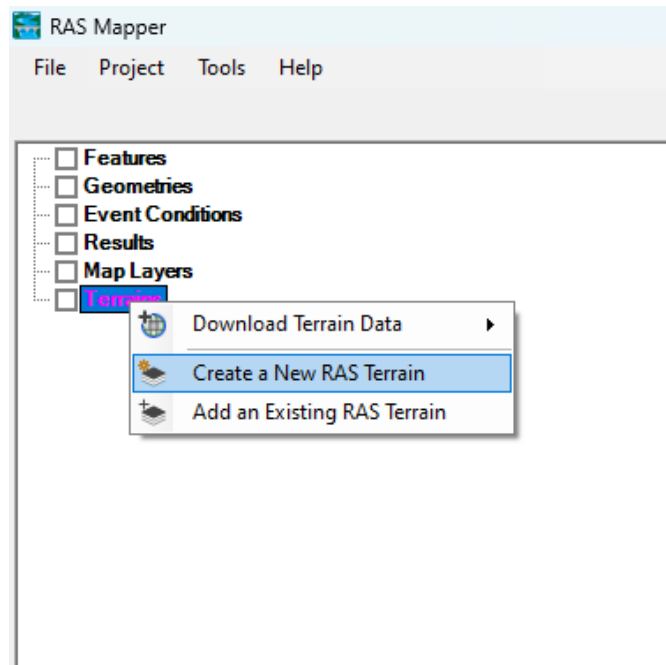 RAS Mapper
File Project Tools Help
Features
Geometries
Event Conditions
Results
Map Layers
Terrains
Download Terrain Data
Create a New RAS Terrain
Add an Existing RAS Terrain